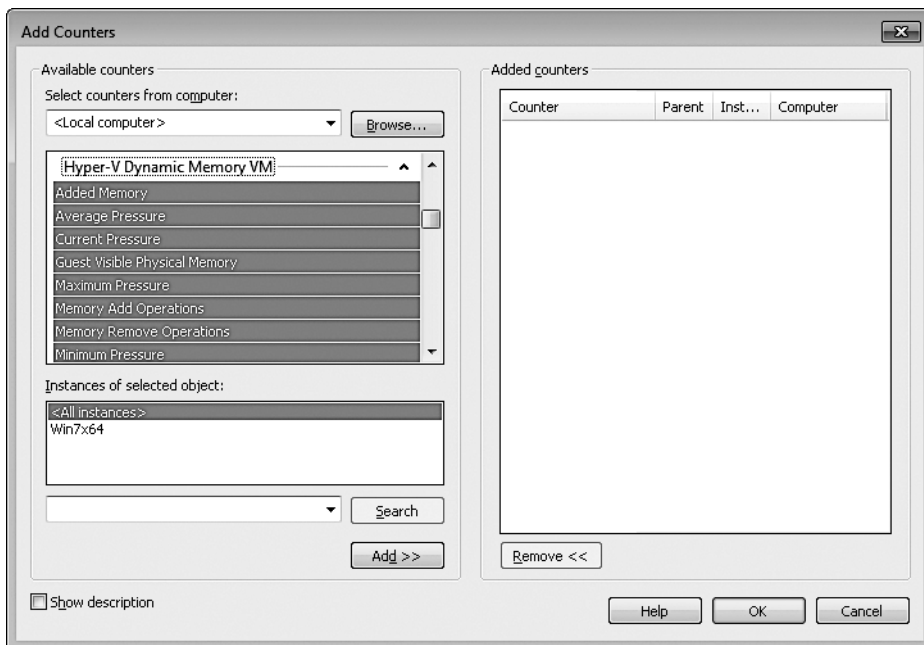 Add Counters
Available counters
Select counters from computer:
<Local computer>
Browse...
Hyper-V Dynamic Memory VM
Added Memory
Average Pressure
Current Pressure
Guest Visible Physical Memory
Maximum Pressure
Memory Add Operations
Memory Remove Operations
Minimum Pressure
Instances of selected object:
<All instances>
Win7x64
Search
Add >>
Show description
Added counters
Counter Parent Inst... Computer
Remove <<
Help OK Cancel